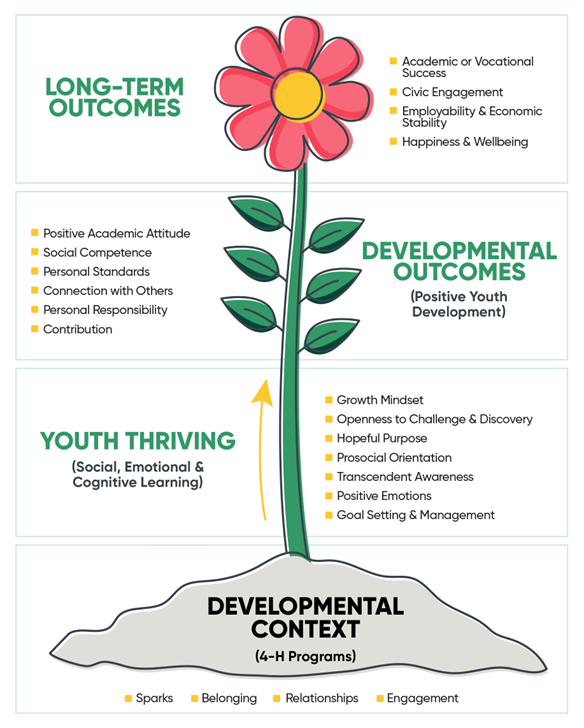 LONG-TERM
OUTCOMES
Academic or Vocational
Success
Civic Engagement
Employability & Economic
Stability
Happiness & Wellbeing
Positive Academic Attitude
Social Competence
Personal Standards
Connection with Others
Personal Responsibility
Contribution
DEVELOPMENTAL
OUTCOMES
(Positive Youth
Development)
YOUTH THRIVING
(Social, Emotional &
Cognitive Learning)
Growth Mindset
Openness to Challenge & Discovery
Hopeful Purpose
Prosocial Orientation
Transcendent Awareness
Positive Emotions
Goal Setting & Management
DEVELOPMENTAL
CONTEXT
(4-H Programs)
Sparks Belonging Relationships Engagement